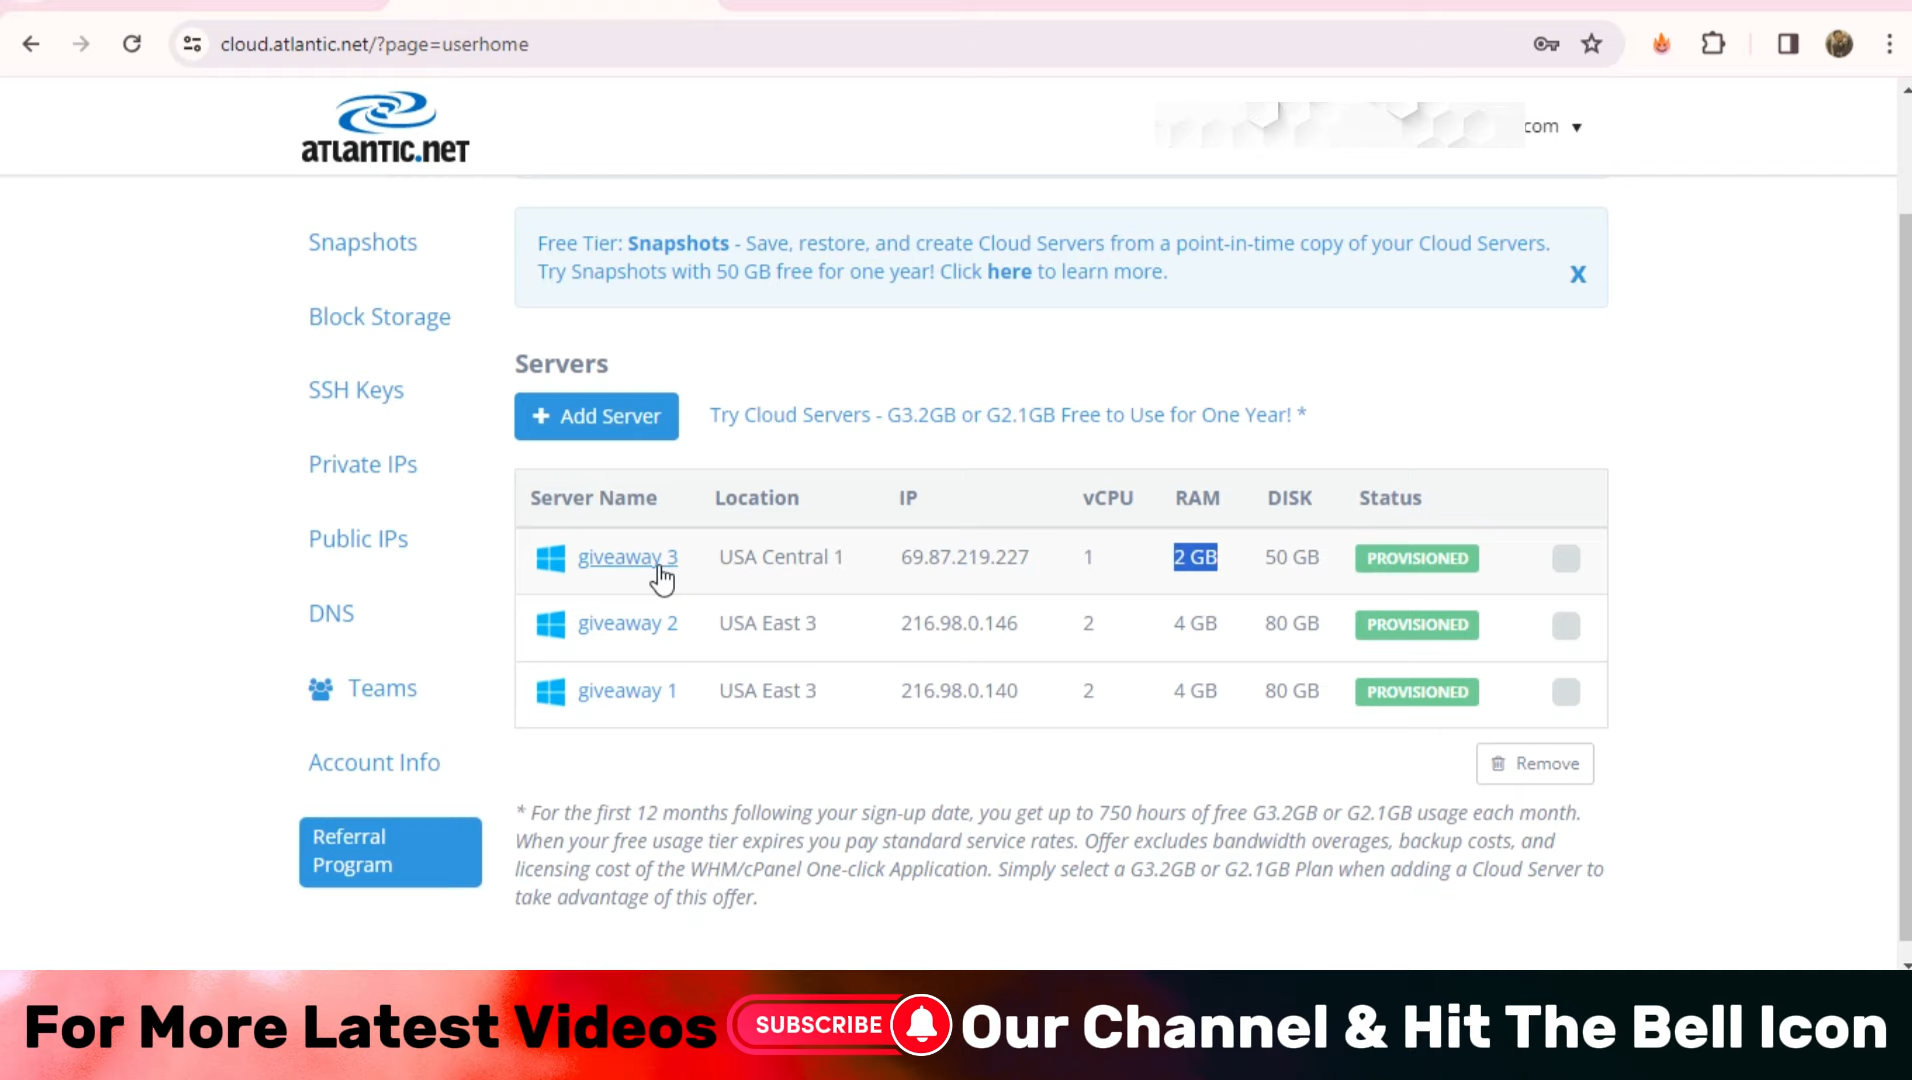 cloud.atlantic.net/?page=userhome
ATLANTIC.NET
com ▼
Snapshots
Block Storage
SSH Keys
Private IPs
Public IPs
DNS
Teams
Account Info
Referral
Program
Free Tier: Snapshots - Save, restore, and create Cloud Servers from a point-in-time copy of your Cloud Servers.
Try Snapshots with 50 GB free for one year! Click here to learn more.
X
Servers
+ Add Server
Try Cloud Servers - G3.2GB or G2.1GB Free to Use for One Year! *
Server Name Location IP vCPU RAM DISK Status
giveaway 3 USA Central 1 69.87.219.227 1 2 GB 50 GB PROVISIONED
giveaway 2 USA East 3 216.98.0.146 2 4 GB 80 GB PROVISIONED
giveaway 1 USA East 3 216.98.0.140 2 4 GB 80 GB PROVISIONED
Remove
* For the first 12 months following your sign-up date, you get up to 750 hours of free G3.2GB or G2.1GB usage each month.
When your free usage tier expires you pay standard service rates. Offer excludes bandwidth overages, backup costs, and
licensing cost of the WHM/cPanel One-click Application. Simply select a G3.2GB or G2.1GB Plan when adding a Cloud Server to
take advantage of this offer.
For More Latest Videos SUBSCRIBE Our Channel & Hit The Bell Icon